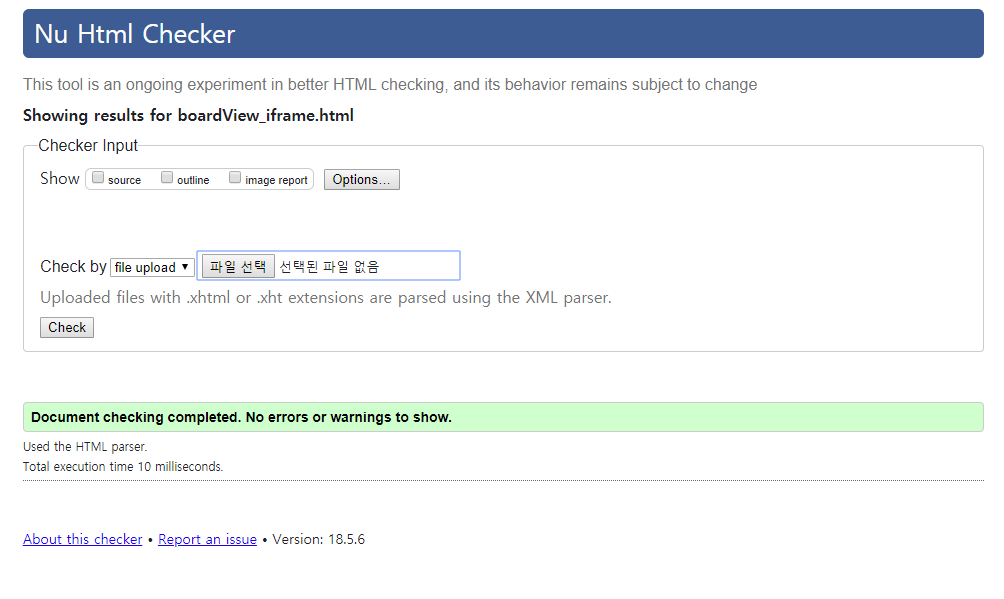 Nu Html Checker
This tool is an ongoing experiment in better HTML checking, and its behavior remains subject to change
Showing results for boardView_iframe.html
Checker Input
Show source outline image report Options...
Check by file upload 파일 선택 선택된 파일 없음
Uploaded files with .xhtml or .xht extensions are parsed using the XML parser.
Check
Document checking completed. No errors or warnings to show.
Used the HTML parser.
Total execution time 10 milliseconds.
About this checker • Report an issue • Version: 18.5.6